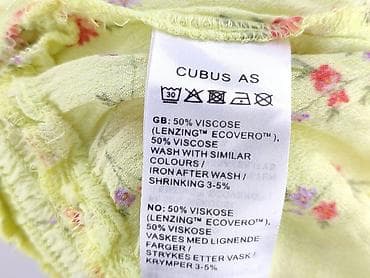 CUBUS AS
30
GB: 50% VISCOSE
(LENZING™ ECOVERO™),
50% VISCOSE
WASH WITH SIMILAR
COLOURS /
IRON AFTER WASH /
SHRINKING 3-5%
NO: 50% VISKOSE
(LENZING™ ECOVERO™),
50% VISKOSE
VASKES MED LIGNENDE
FARGER /
STRYKES ETTER VASK /
KRYMPER 3-5%